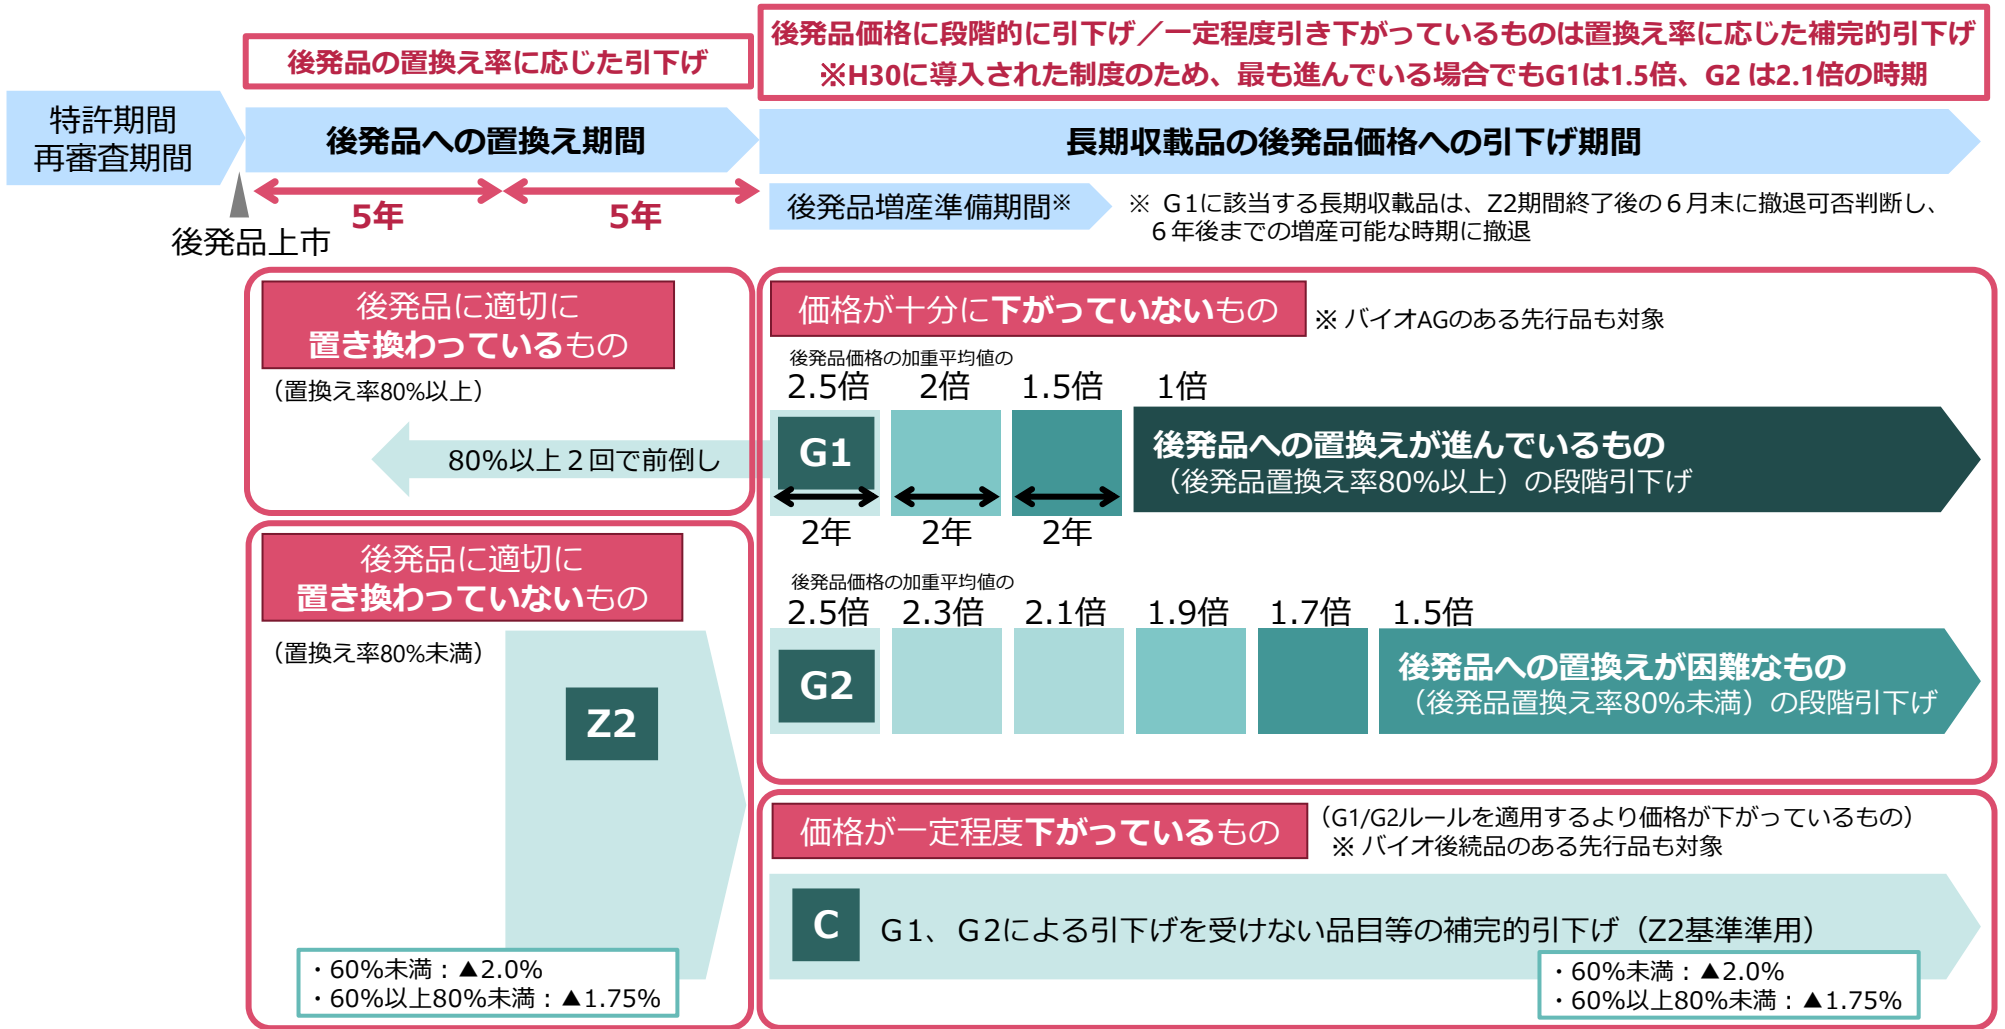 後発品の置換え率に応じた引下げ
後発品価格に段階的に引下げ／一定程度引き下がっているものは置換え率に応じた補完的引下げ
※H30に導入された制度のため、最も進んでいる場合でもG1は1.5倍、G2 は2.1倍の時期
特許期間
再審査期間
後発品への置換え期間
長期収載品の後発品価格への引下げ期間
5年
5年
後発品上市
後発品増産準備期間※
※ G1に該当する長期収載品は、Z2期間終了後の６月末に撤退可否判断し、
６年後までの増産可能な時期に撤退
後発品に適切に
置き換わっているもの
（置換え率80%以上）
80%以上２回で前倒し
価格が十分に下がっていないもの
※ バイオAGのある先行品も対象
後発品価格の加重平均値の
2.5倍
2倍
1.5倍
1倍
G1
後発品への置換えが進んでいるもの
（後発品置換え率80%以上）の段階引下げ
2年
2年
2年
後発品に適切に
置き換わっていないもの
（置換え率80%未満）
Z2
・60%未満：▲2.0%
・60%以上80%未満：▲1.75%
後発品価格の加重平均値の
2.5倍
2.3倍
2.1倍
1.9倍
1.7倍
1.5倍
G2
後発品への置換えが困難なもの
（後発品置換え率80%未満）の段階引下げ
価格が一定程度下がっているもの
（G1/G2ルールを適用するより価格が下がっているもの）
※ バイオ後続品のある先行品も対象
C
G1、G2による引下げを受けない品目等の補完的引下げ（Z2基準準用）
・60%未満：▲2.0%
・60%以上80%未満：▲1.75%